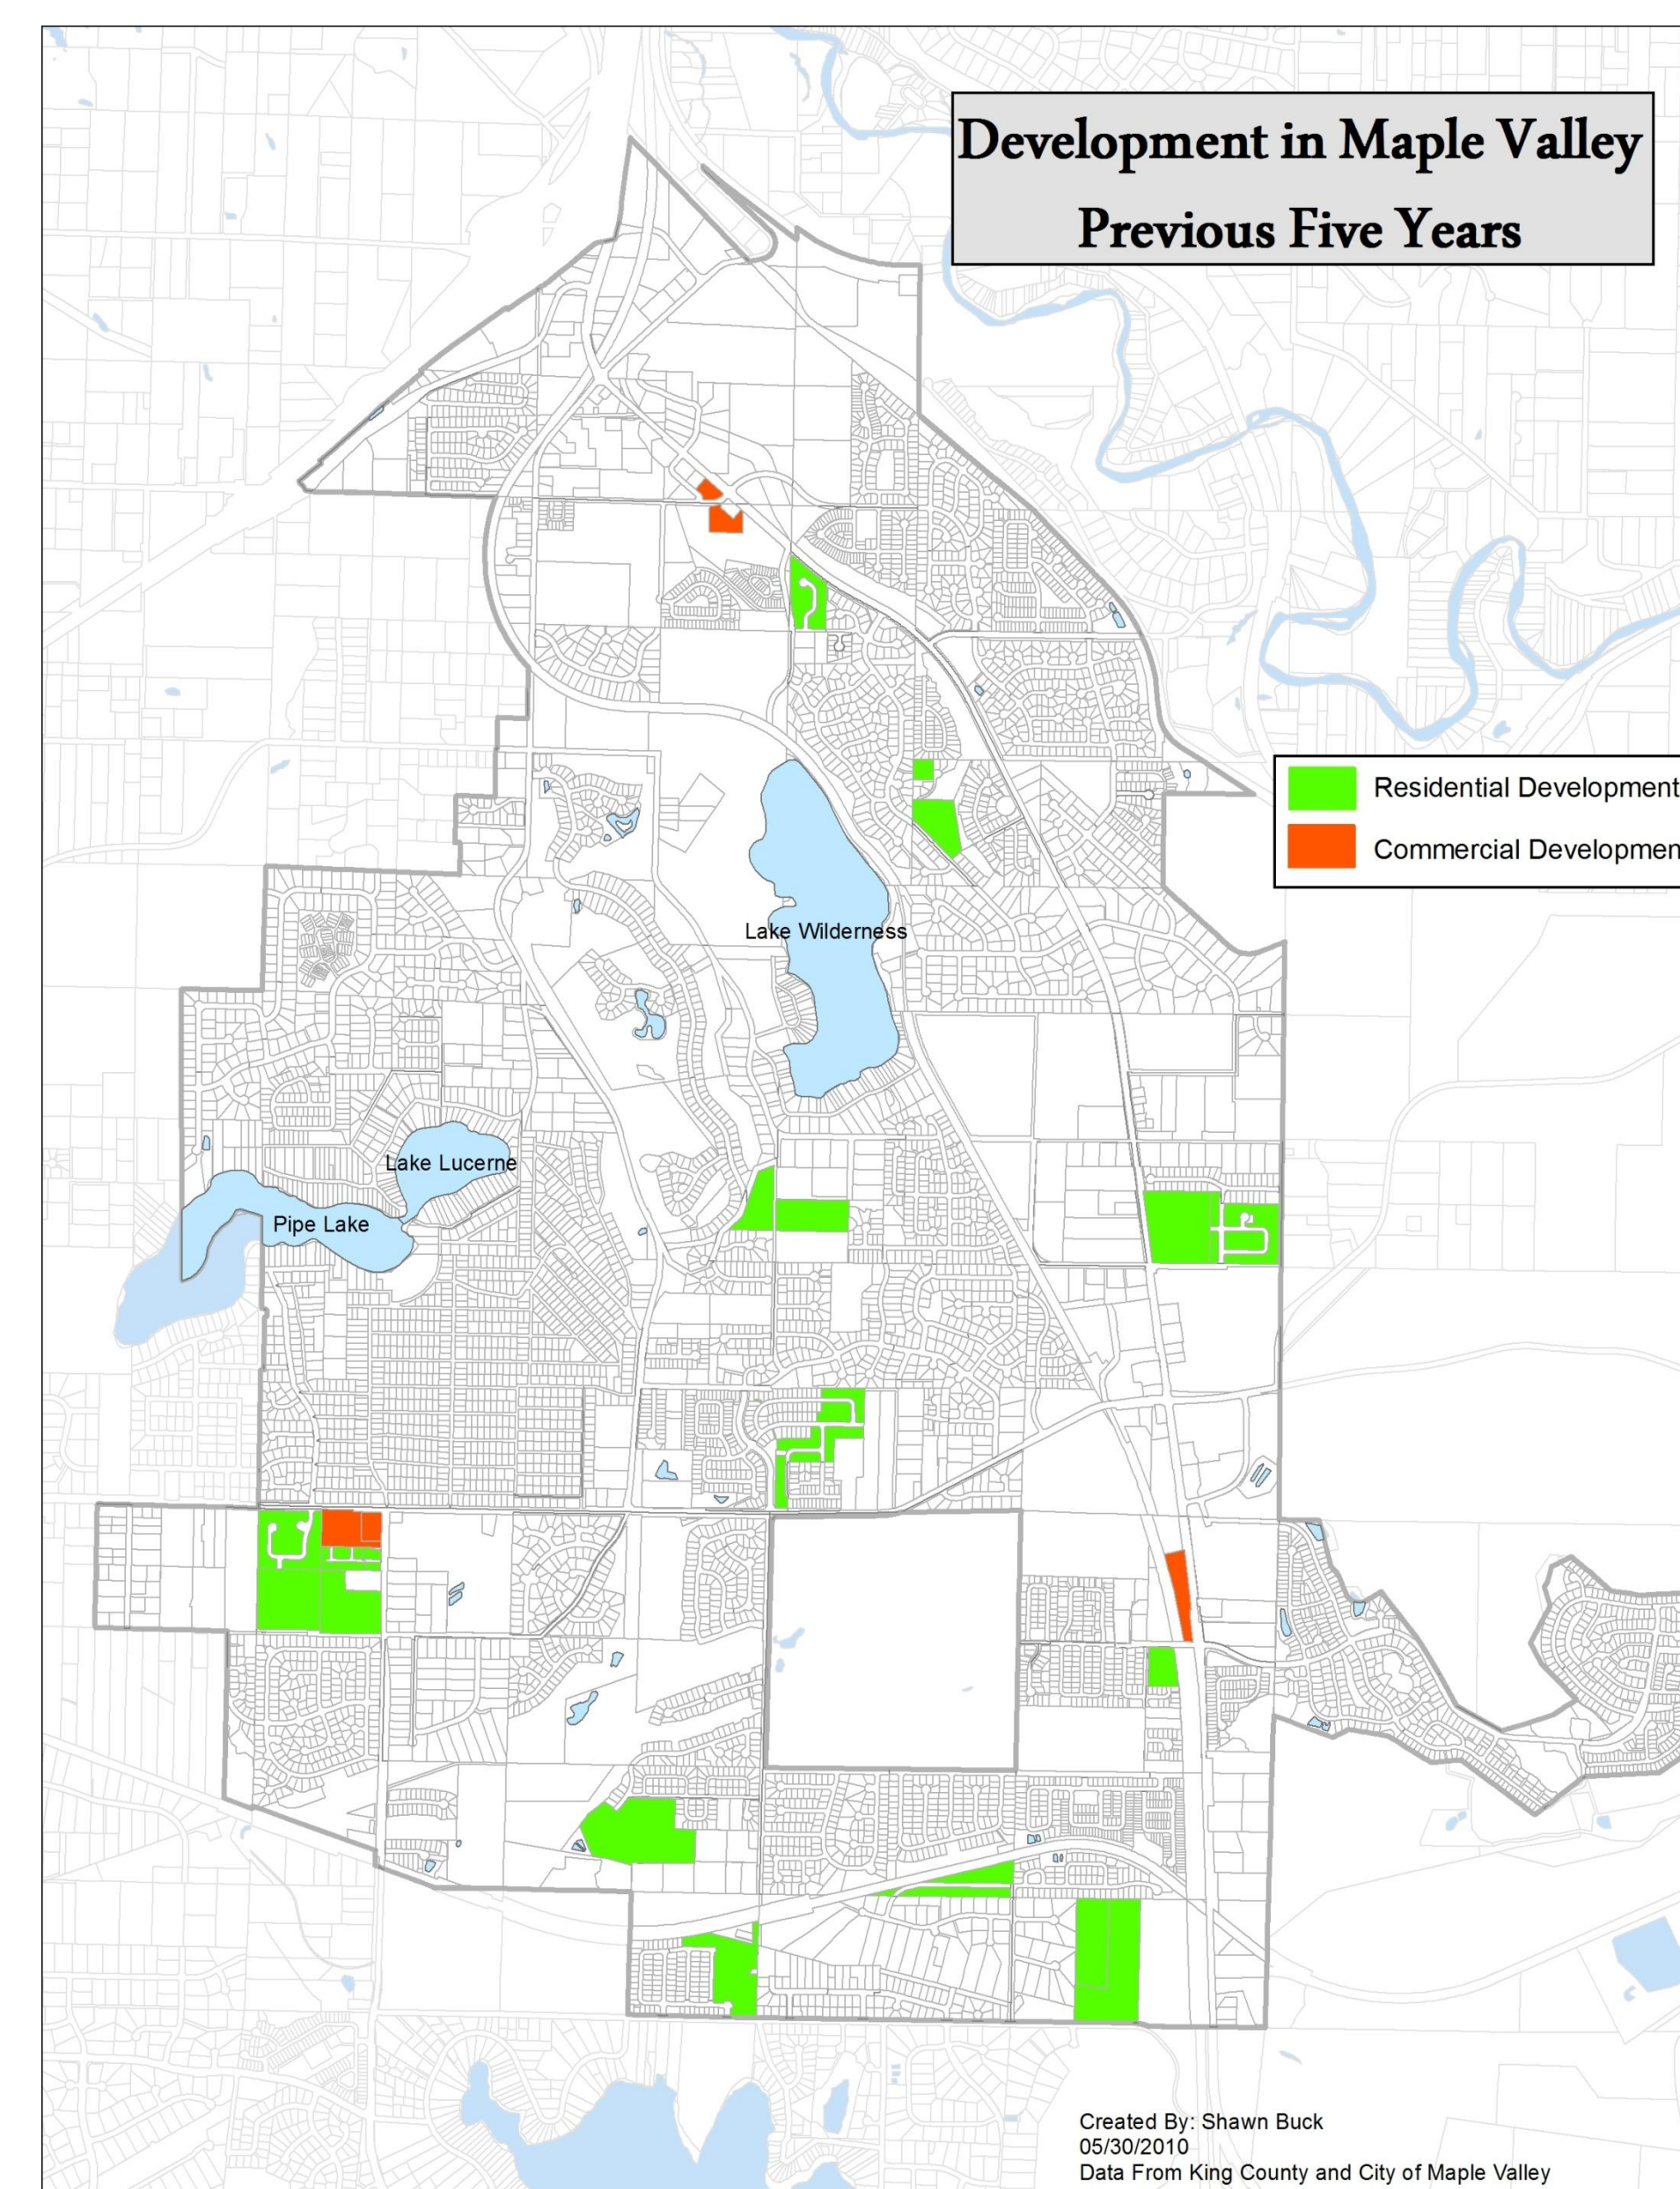 Development in Maple Valley
Previous Five Years
Residential Development
Commercial Developmen
Lake Wilderness
Lake Lucerne
Pipe Lake
Created By: Shawn Buck
05/30/2010
Data From King County and City of Maple Valley